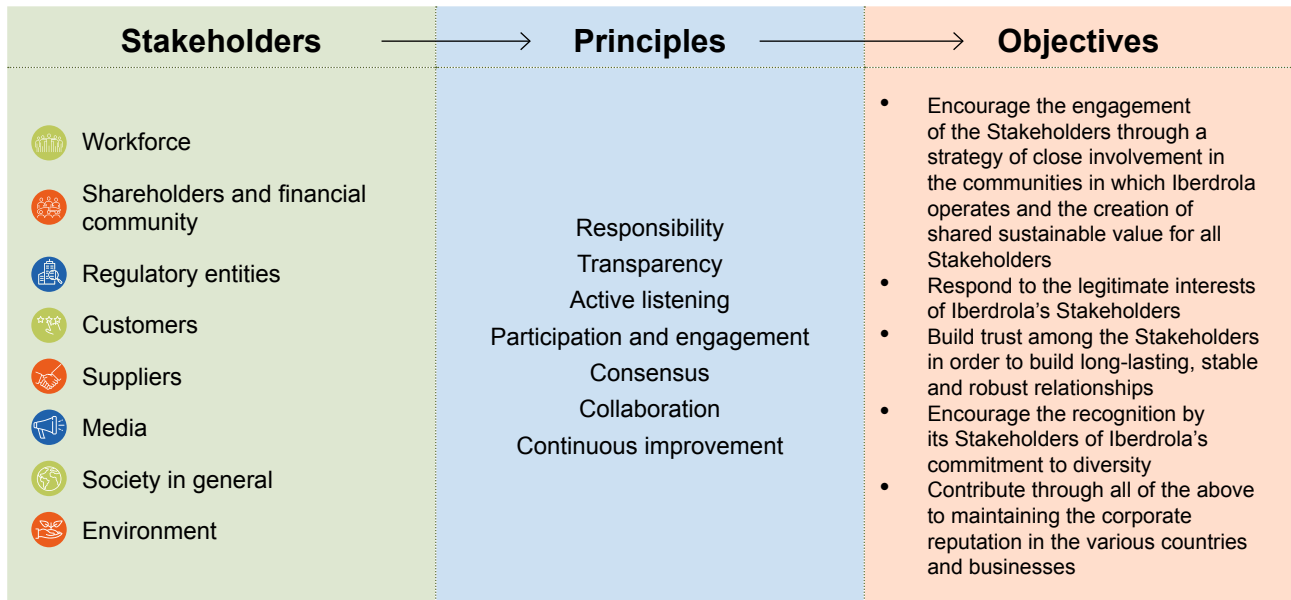 Stakeholders
Principles
Objectives
Workforce
Shareholders and financial
community
Regulatory entities
Customers
Suppliers
Media
Society in general
Environment
Responsibility
Transparency
Active listening
Participation and engagement
Consensus
Collaboration
Continuous improvement
• Encourage the engagement
of the Stakeholders through a
strategy of close involvement in
the communities in which Iberdrola
operates and the creation of
shared sustainable value for all
Stakeholders
• Respond to the legitimate interests
of Iberdrola’s Stakeholders
• Build trust among the Stakeholders
in order to build long-lasting, stable
and robust relationships
• Encourage the recognition by
its Stakeholders of Iberdrola’s
commitment to diversity
• Contribute through all of the above
to maintaining the corporate
reputation in the various countries
and businesses